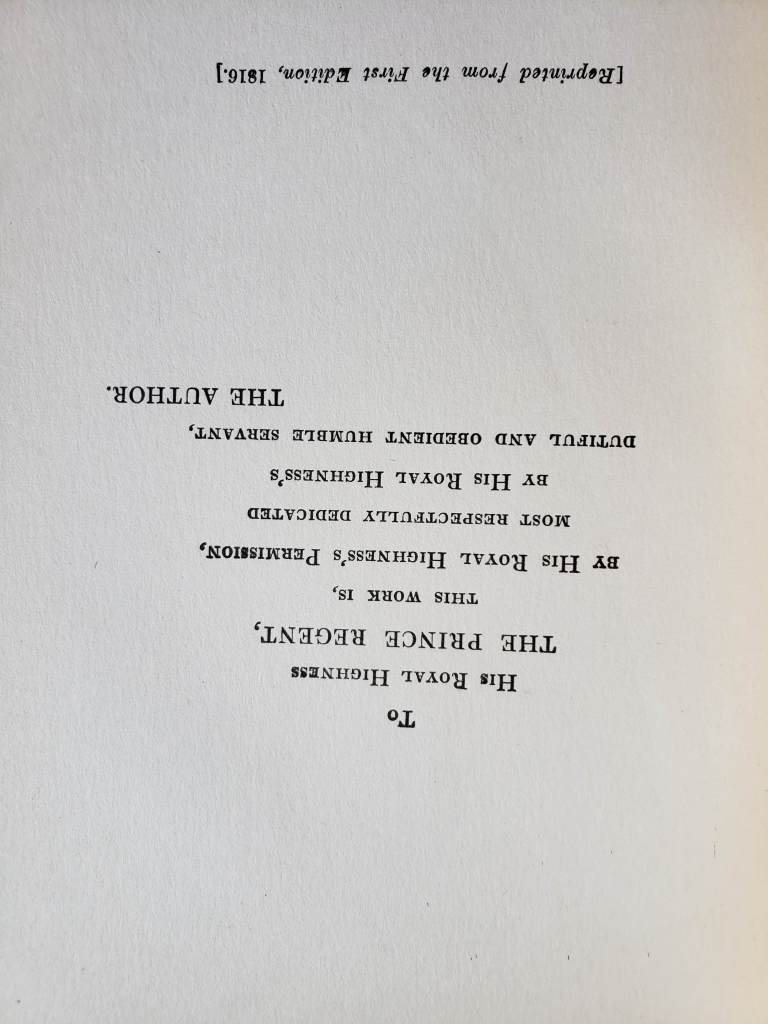 To
His Royal Highness
THE PRINCE REGENT,
THIS WORK IS,
BY His Royal Highness's Permission,
MOST RESPECTFULLY DEDICATED
BY His Royal Highness's
DUTIFUL AND OBEDIENT HUMBLE SERVANT,
THE AUTHOR.
[Reprinted from the First Edition, 1816.]